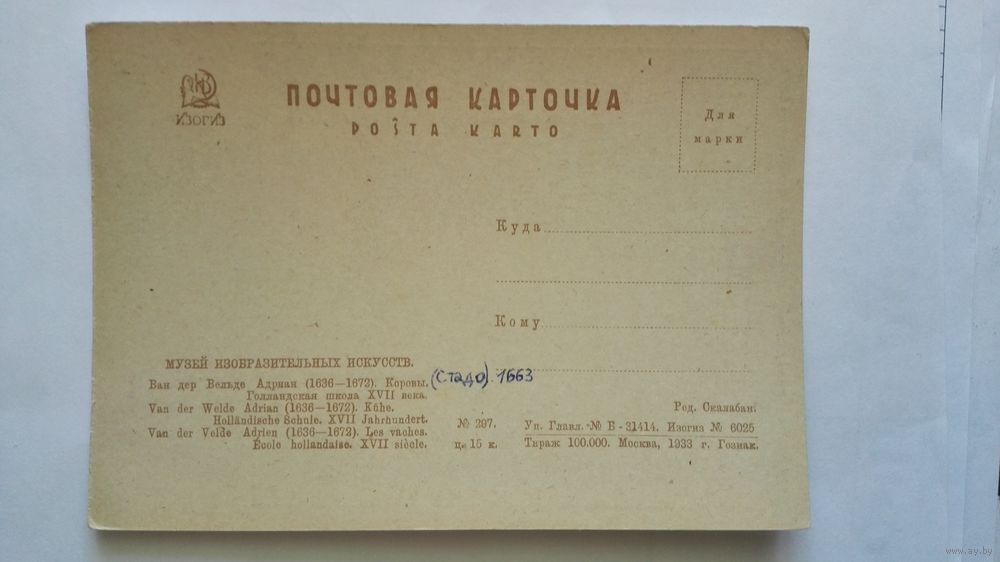 ИЗОГИЗ
ПОЧТОВАЯ КАРТОЧКА
POŜTA KARTO
Для
марки
Куда
Кому
МУЗЕЙ ИЗОБРАЗИТЕЛЬНЫХ ИСКУССТВ.
Ван дер Вельде Адриан (1636—1672). Коровы. (Стадо). 1663
Голландская школа XVII века.
Van der Welde Adrian (1636—1672). Kühe.
Holländische Schule. XVII Jahrhundert.
Van der Velde Adrien (1636—1672). Les vaches.
École hollandaise. XVII siècle.
№ 297.
ц. 15 к.
Ред. Скалабан.
Уп. Главл. № Б - 31414. Изогиз № 6025
Тираж 100.000. Москва, 1933 г. Гознак.
www.ay.by